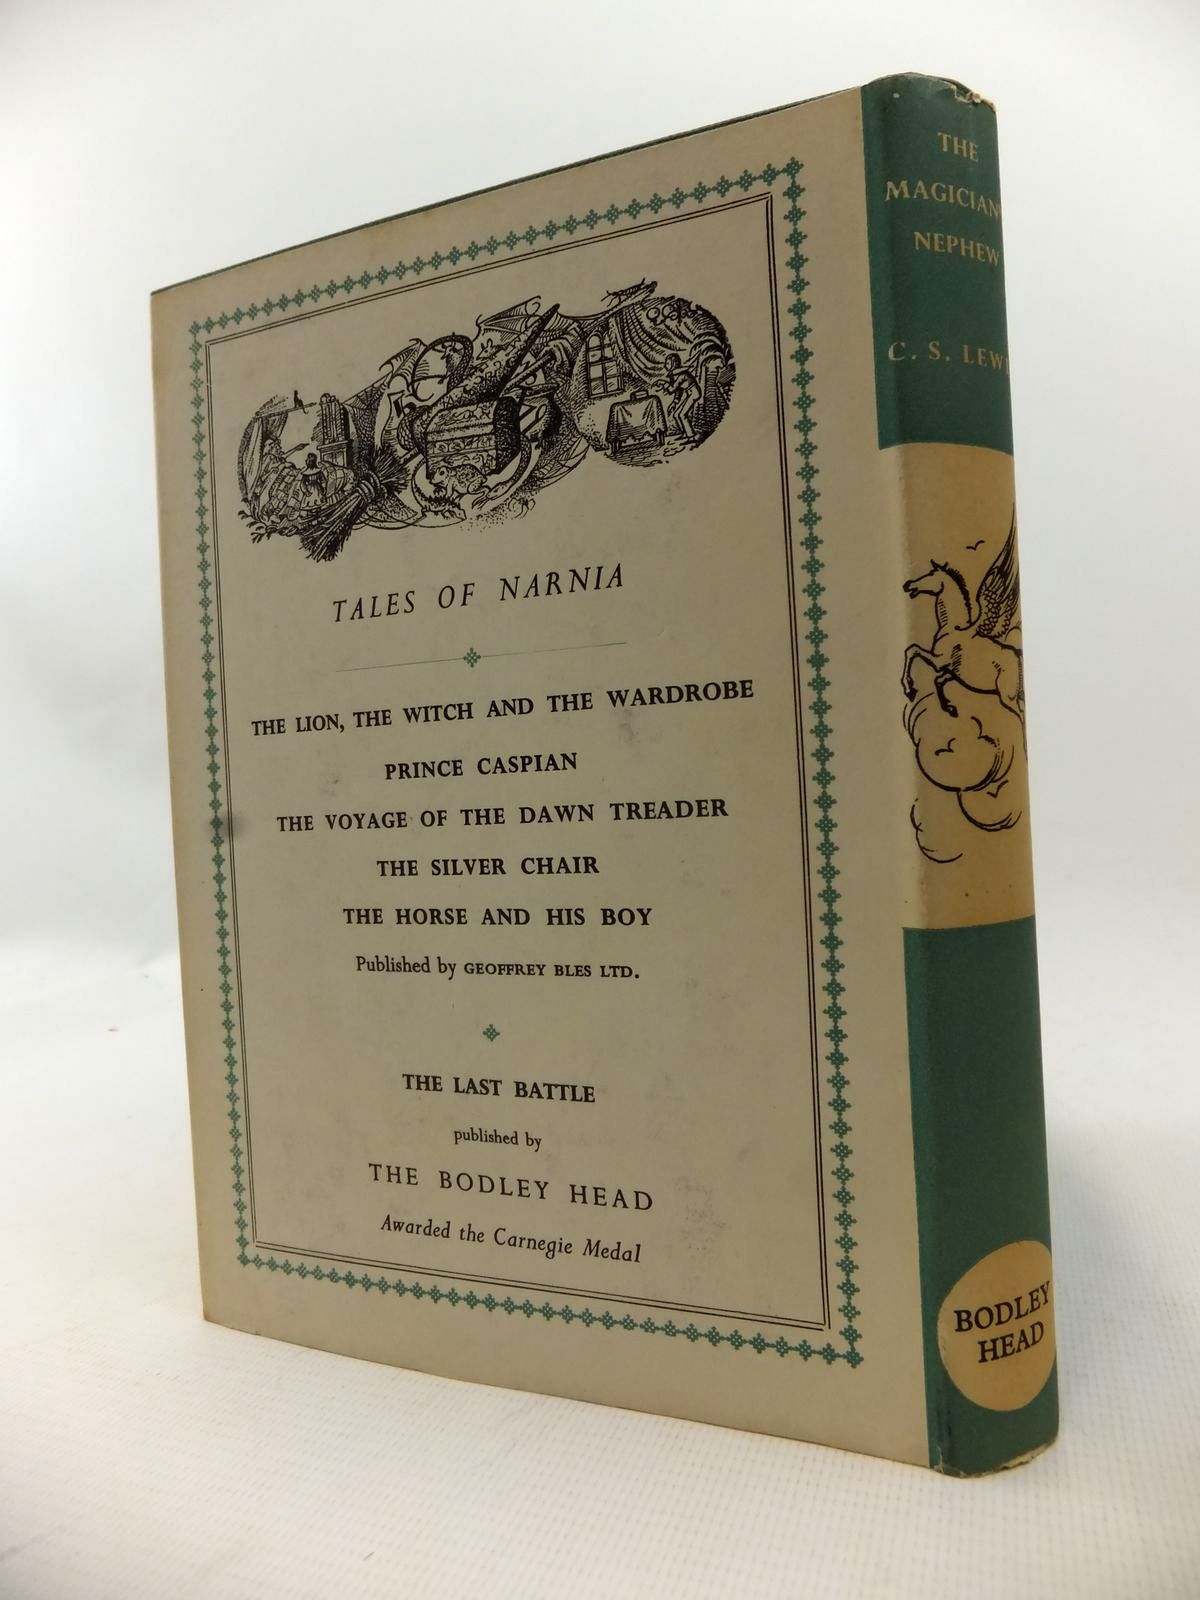 TALES OF NARNIA
THE LION, THE WITCH AND THE WARDROBE
PRINCE CASPIAN
THE VOYAGE OF THE DAWN TREADER
THE SILVER CHAIR
THE HORSE AND HIS BOY
Published by GEOFFREY BLES LTD.
THE LAST BATTLE
published by
THE BODLEY HEAD
Awarded the Carnegie Medal
THE
MAGICIAN'
NEPHEW
C. S. LEWI
BODLEY
HEAD